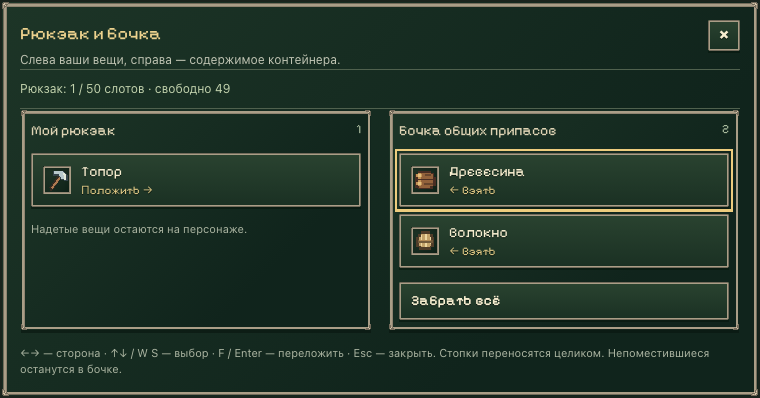 Рюкзак и бочка
×
Слева ваши вещи, справа — содержимое контейнера.
Рюкзак: 1 / 50 слотов · свободно 49
Мой рюкзак 1
Топор
Положить →
Надетые вещи остаются на персонаже.
Бочка общих припасов 2
Древесина
← Взять
Волокно
← Взять
Забрать всё
←→ — сторона · ↑↓ / W S — выбор · F / Enter — переложить · Esc — закрыть. Стопки переносятся целиком. Непоместившиеся
останутся в бочке.